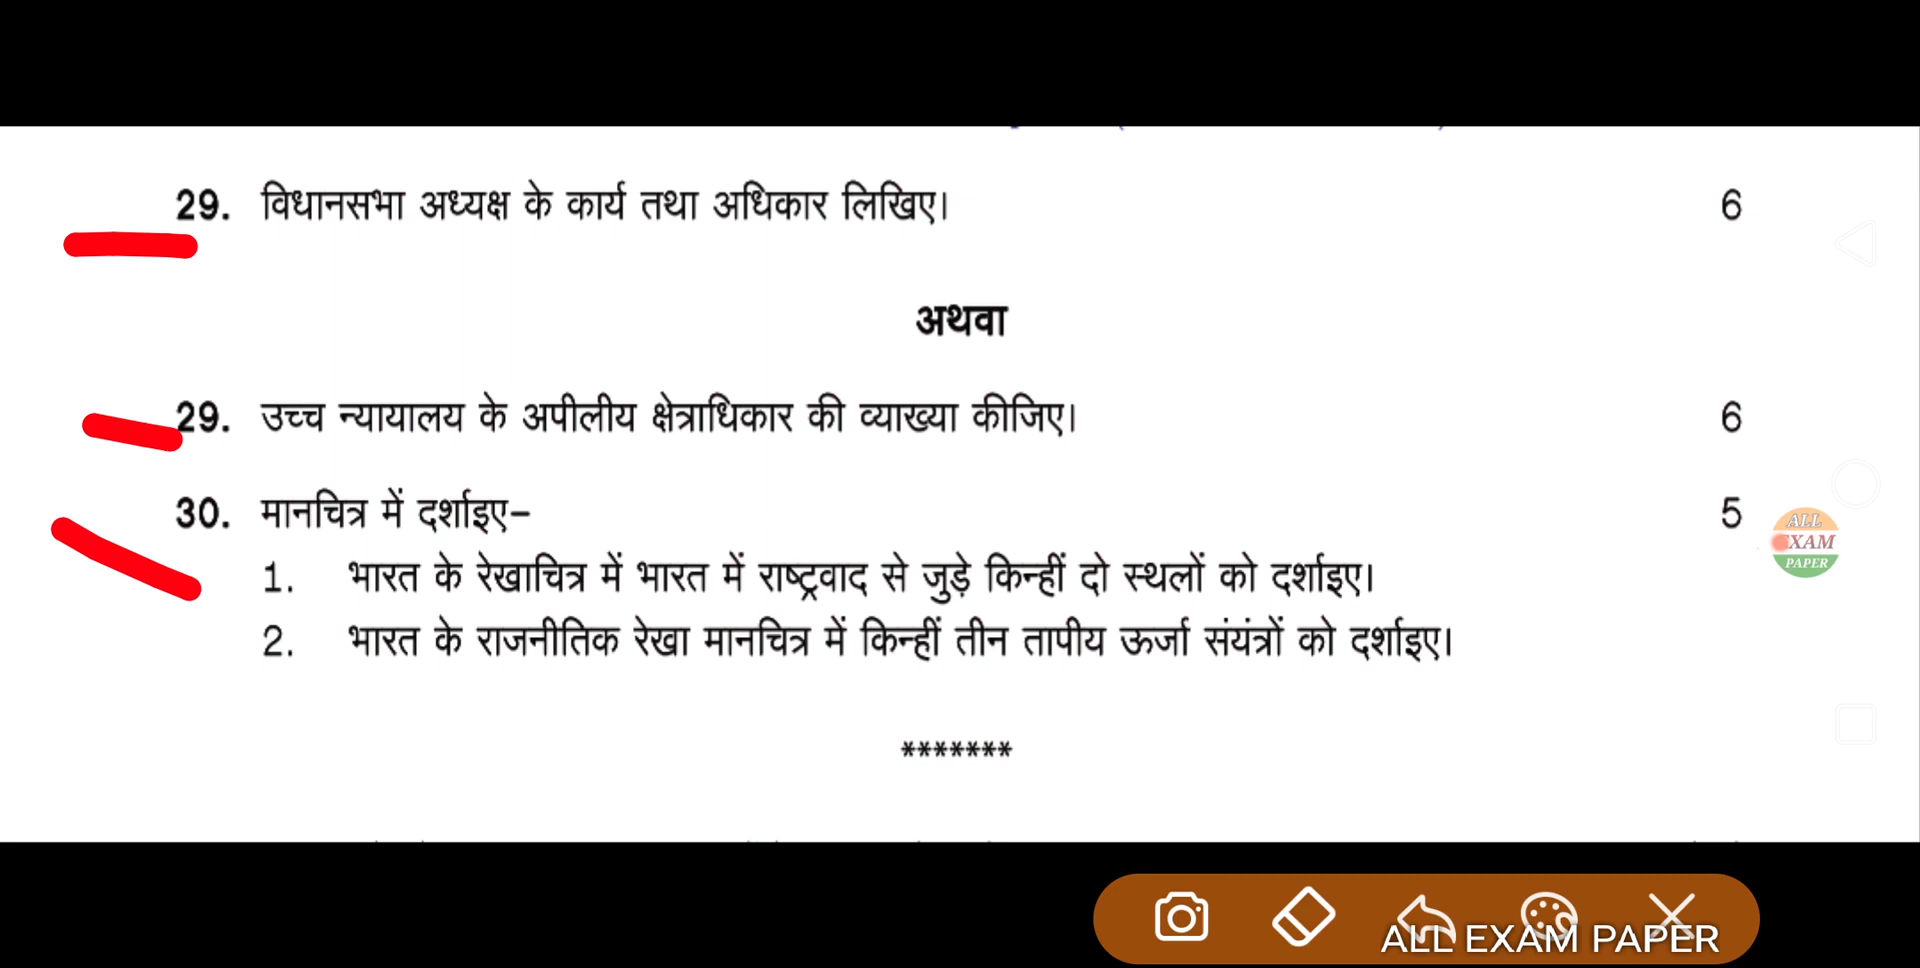 29. विधानसभा अध्यक्ष के कार्य तथा अधिकार लिखिए। 6
अथवा
29. उच्च न्यायालय के अपीलीय क्षेत्राधिकार की व्याख्या कीजिए। 6
30. मानचित्र में दर्शाइए– 5
1. भारत के रेखाचित्र में भारत में राष्ट्रवाद से जुड़े किन्हीं दो स्थलों को दर्शाइए।
2. भारत के राजनीतिक रेखा मानचित्र में किन्हीं तीन तापीय ऊर्जा संयंत्रों को दर्शाइए।
*******
ALL
EXAM
PAPER
ALL EXAM PAPER